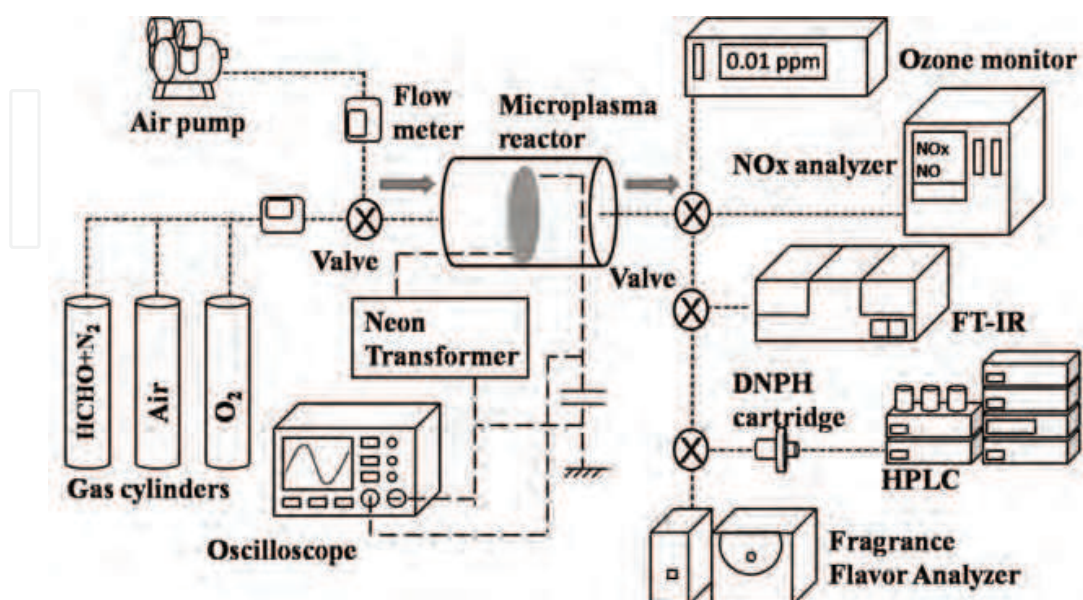 0.01 ppm
Ozone monitor
Air pump
Flow
meter
Microplasma
reactor
NOx analyzer
NOx
NO
Valve
Valve
HCHO+N₂
Air
O₂
Gas cylinders
Neon
Transformer
FT-IR
DNPH
cartridge
HPLC
Oscilloscope
Fragrance
Flavor Analyzer